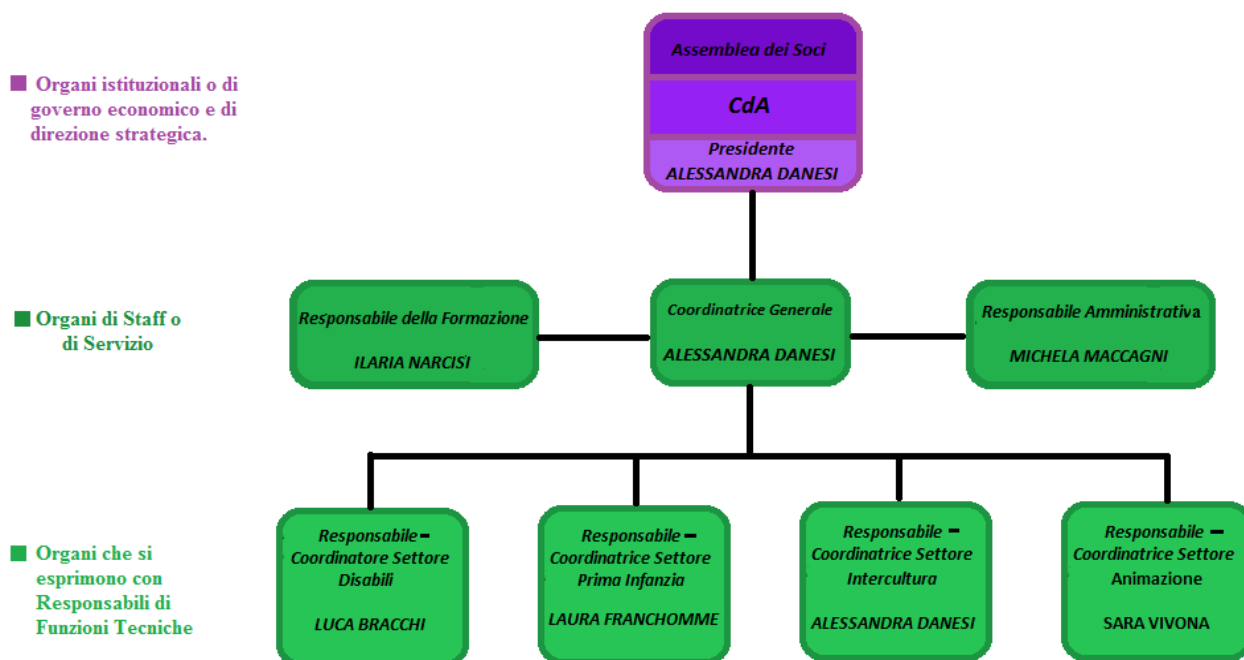 Organi istituzionali o di
governo economico e di
direzione strategica.
Assemblea dei Soci
CdA
Presidente
ALESSANDRA DANESI
Organi di Staff o
di Servizio
Responsabile della Formazione
ILARIA NARCISI
Coordinatrice Generale
ALESSANDRA DANESI
Responsabile Amministrativa
MICHELA MACCAGNI
Organi che si
esprimono con
Responsabili di
Funzioni Tecniche
Responsabile –
Coordinatore Settore
Disabili
LUCA BRACCHI
Responsabile –
Coordinatrice Settore
Prima Infanzia
LAURA FRANCHOMME
Responsabile –
Coordinatrice Settore
Intercultura
ALESSANDRA DANESI
Responsabile –
Coordinatrice Settore
Animazione
SARA VIVONA